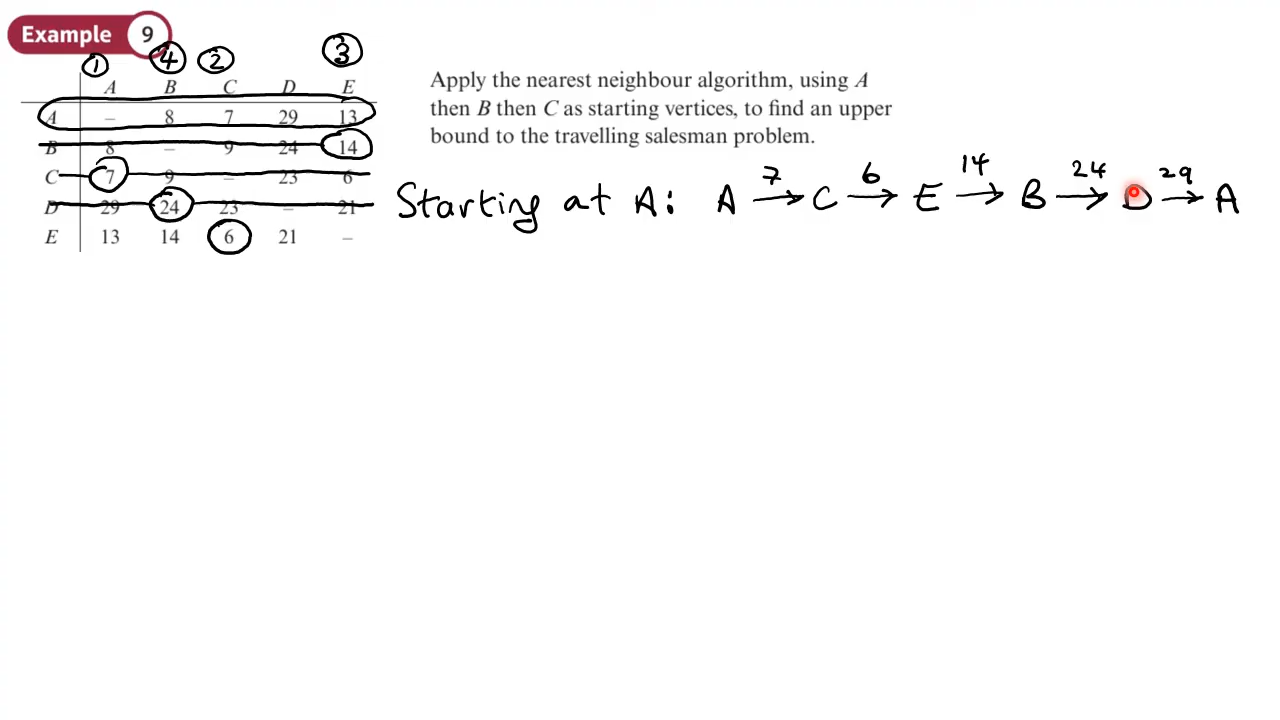 Example 9
① ④ ② ③
A B C D E
A – 8 7 29 13
B 8 – 9 24 14
C 7 9 – 23 6
D 29 24 23 – 21
E 13 14 6 21 –
Apply the nearest neighbour algorithm, using A
then B then C as starting vertices, to find an upper
bound to the travelling salesman problem.
7 6 14 24 29
Starting at A: A → C → E → B → D → A